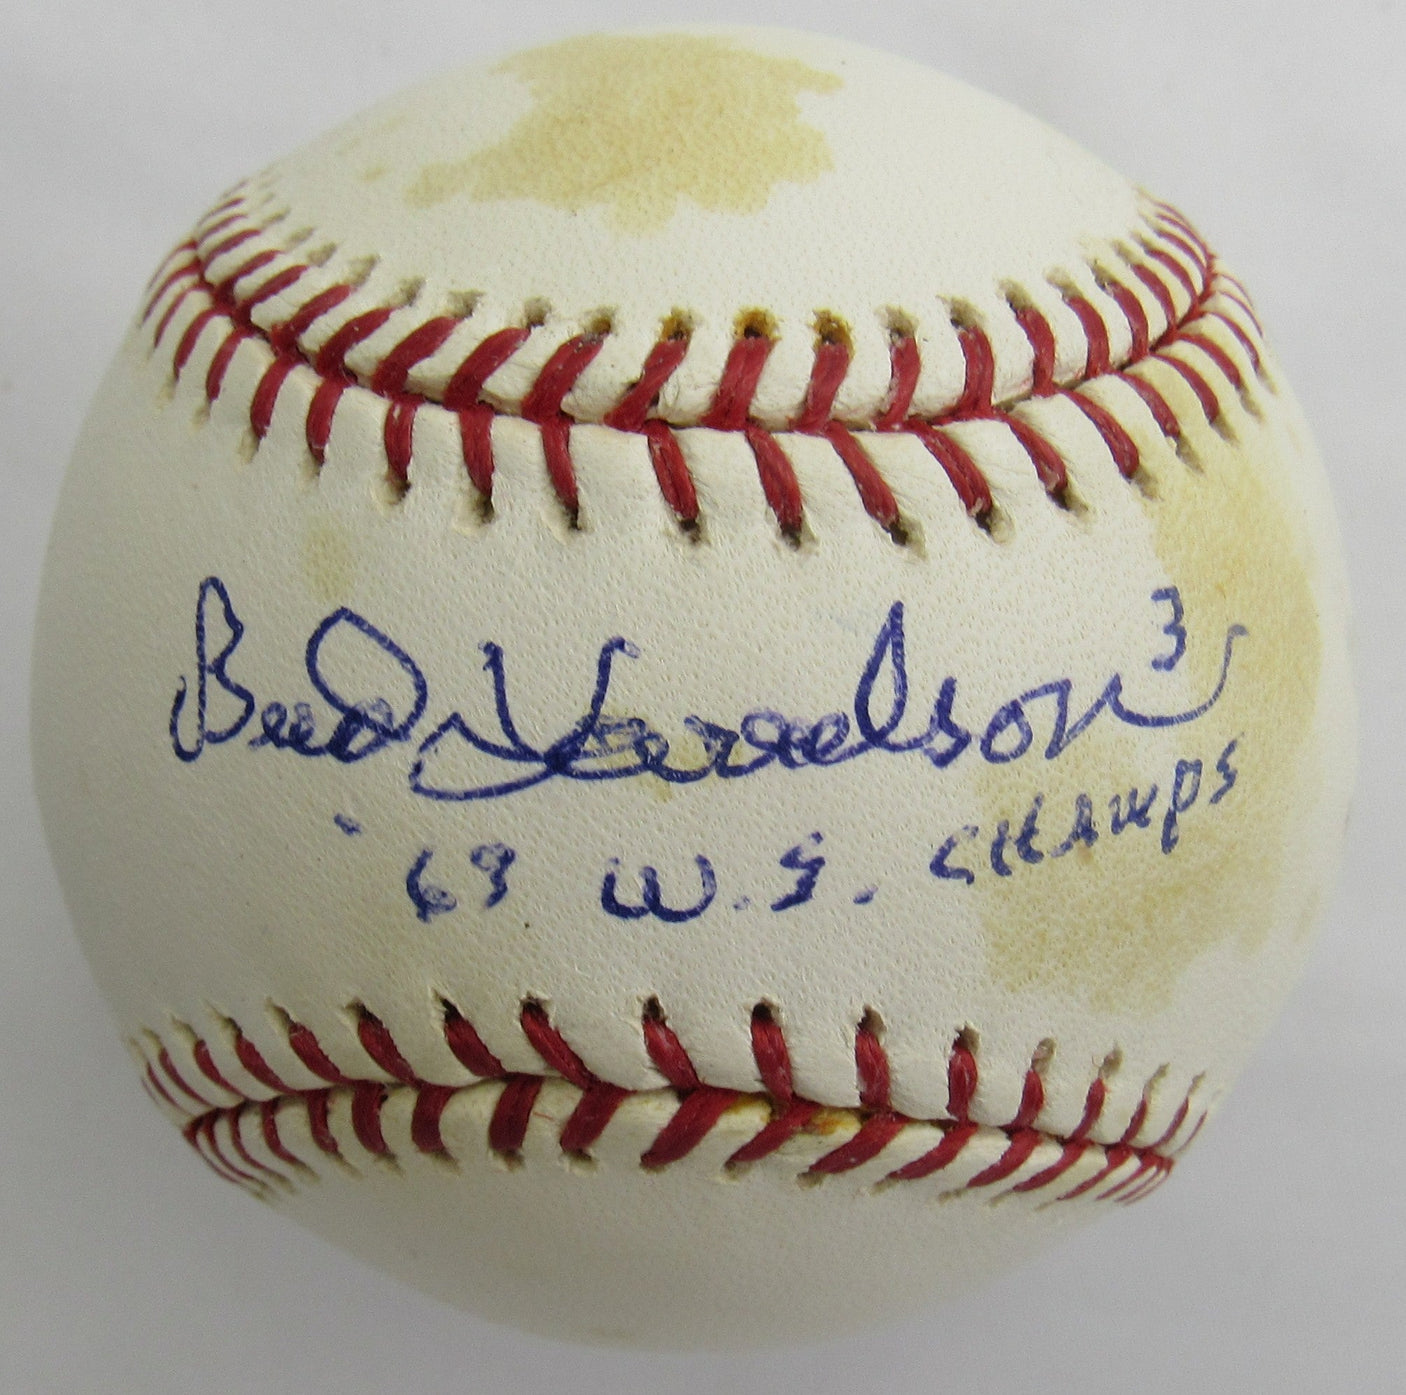 Bud Harrelson 3
'69 W.S. CHAMPS